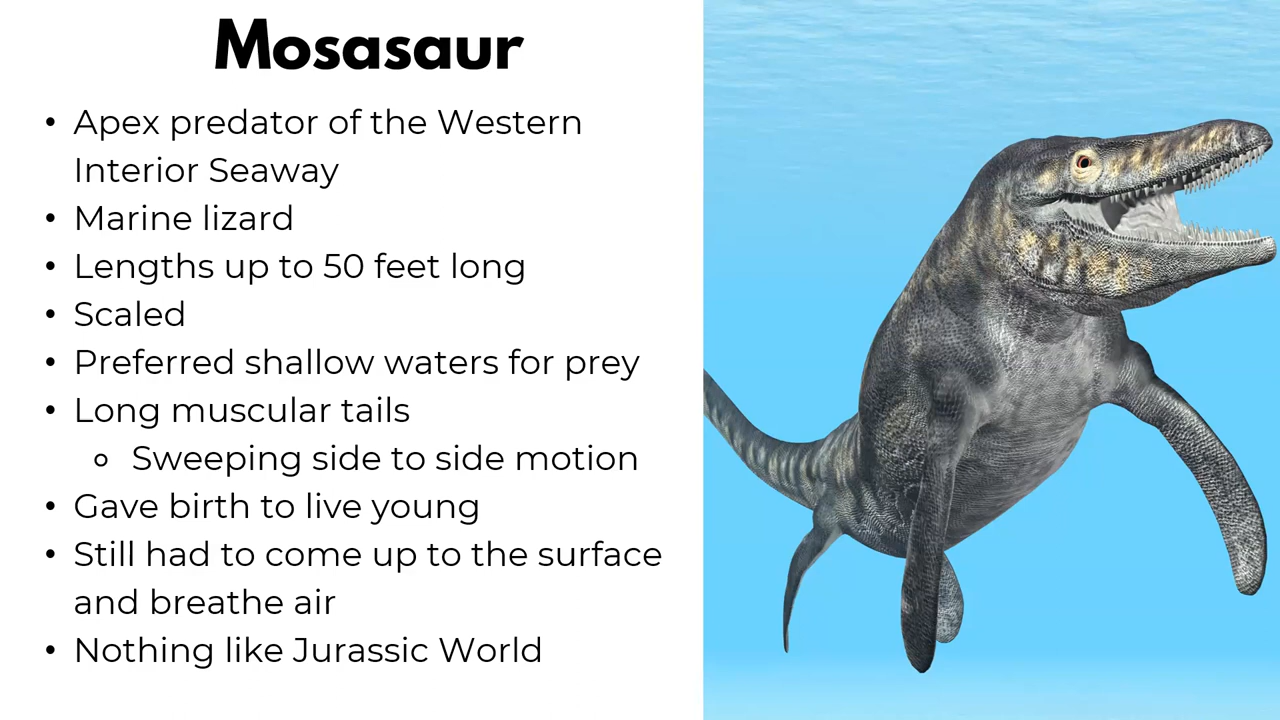 Mosasaur
• Apex predator of the Western
Interior Seaway
• Marine lizard
• Lengths up to 50 feet long
• Scaled
• Preferred shallow waters for prey
• Long muscular tails
○ Sweeping side to side motion
• Gave birth to live young
• Still had to come up to the surface
and breathe air
• Nothing like Jurassic World